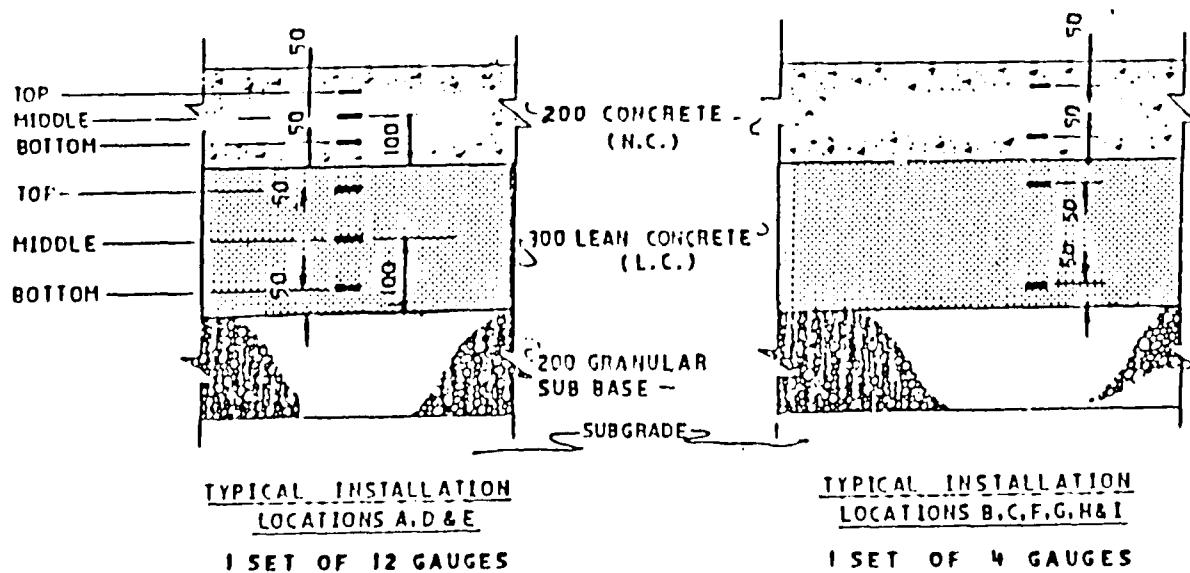 50
50
TOP
MIDDLE
BOTTOM
50
100
200 CONCRETE
(N.C.)
50
TOP
MIDDLE
BOTTOM
50
50
100
300 LEAN CONCRETE
(L.C.)
50
50
200 GRANULAR
SUB BASE
SUBGRADE
TYPICAL INSTALLATION
LOCATIONS A, D & E
1 SET OF 12 GAUGES
TYPICAL INSTALLATION
LOCATIONS B, C, F, G, H & I
1 SET OF 4 GAUGES